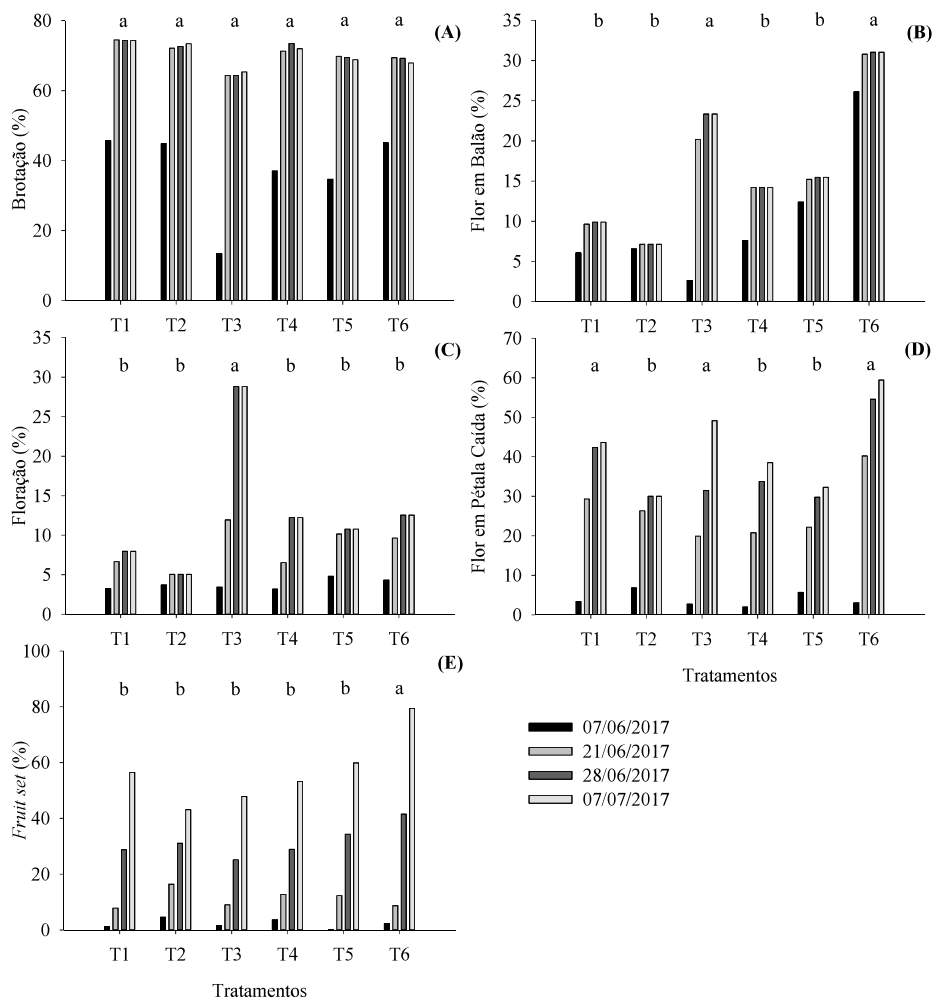 a a a a a a (A)
80
60
40
20
0
Brotação (%)
T1 T2 T3 T4 T5 T6
b b a b b a (B)
35
30
25
20
15
10
5
0
Flor em Balão (%)
T1 T2 T3 T4 T5 T6
b b a b b b (C)
35
30
25
20
15
10
5
0
Floração (%)
T1 T2 T3 T4 T5 T6
a b a b b a (D)
70
60
50
40
30
20
10
0
Flor em Pétala Caída (%)
T1 T2 T3 T4 T5 T6
Tratamentos
b b b b b a (E)
100
80
60
40
20
0
Fruit set (%)
T1 T2 T3 T4 T5 T6
Tratamentos
07/06/2017
21/06/2017
28/06/2017
07/07/2017